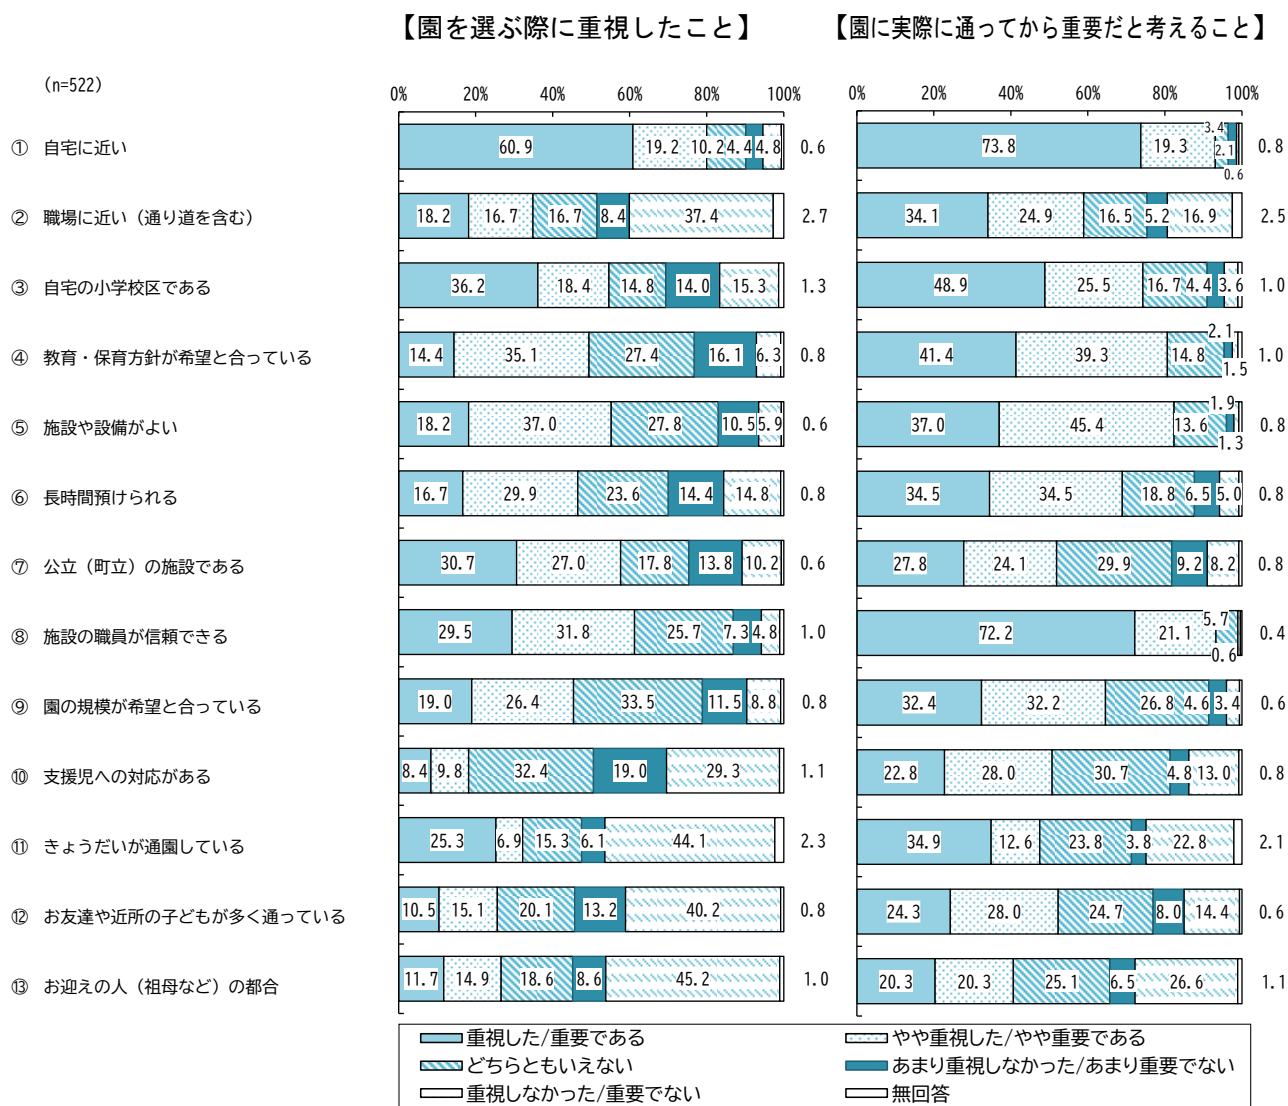 【園を選ぶ際に重視したこと】 【園に実際に通ってから重要だと考えること】
(n=522)
0% 20% 40% 60% 80% 100% 0% 20% 40% 60% 80% 100%
① 自宅に近い 60.9 19.2 10.2 4.4 4.8 0.6 73.8 19.3 3.4 2.1 0.6 0.8
② 職場に近い（通り道を含む） 18.2 16.7 16.7 8.4 37.4 2.7 34.1 24.9 16.5 5.2 16.9 2.5
③ 自宅の小学校区である 36.2 18.4 14.8 14.0 15.3 1.3 48.9 25.5 16.7 4.4 3.6 1.0
④ 教育・保育方針が希望と合っている 14.4 35.1 27.4 16.1 6.3 0.8 41.4 39.3 14.8 2.1 1.5 1.0
⑤ 施設や設備がよい 18.2 37.0 27.8 10.5 5.9 0.6 37.0 45.4 13.6 1.9 1.3 0.8
⑥ 長時間預けられる 16.7 29.9 23.6 14.4 14.8 0.8 34.5 34.5 18.8 6.5 5.0 0.8
⑦ 公立（町立）の施設である 30.7 27.0 17.8 13.8 10.2 0.6 27.8 24.1 29.9 9.2 8.2 0.8
⑧ 施設の職員が信頼できる 29.5 31.8 25.7 7.3 4.8 1.0 72.2 21.1 5.7 0.6 0.4
⑨ 園の規模が希望と合っている 19.0 26.4 33.5 11.5 8.8 0.8 32.4 32.2 26.8 4.6 3.4 0.6
⑩ 支援児への対応がある 8.4 9.8 32.4 19.0 29.3 1.1 22.8 28.0 30.7 4.8 13.0 0.8
⑪ きょうだいが通園している 25.3 6.9 15.3 6.1 44.1 2.3 34.9 12.6 23.8 3.8 22.8 2.1
⑫ お友達や近所の子どもが多く通っている 10.5 15.1 20.1 13.2 40.2 0.8 24.3 28.0 24.7 8.0 14.4 0.6
⑬ お迎えの人（祖母など）の都合 11.7 14.9 18.6 8.6 45.2 1.0 20.3 20.3 25.1 6.5 26.6 1.1
重視した/重要である やや重視した/やや重要である
どちらともいえない あまり重視しなかった/あまり重要でない
重視しなかった/重要でない 無回答